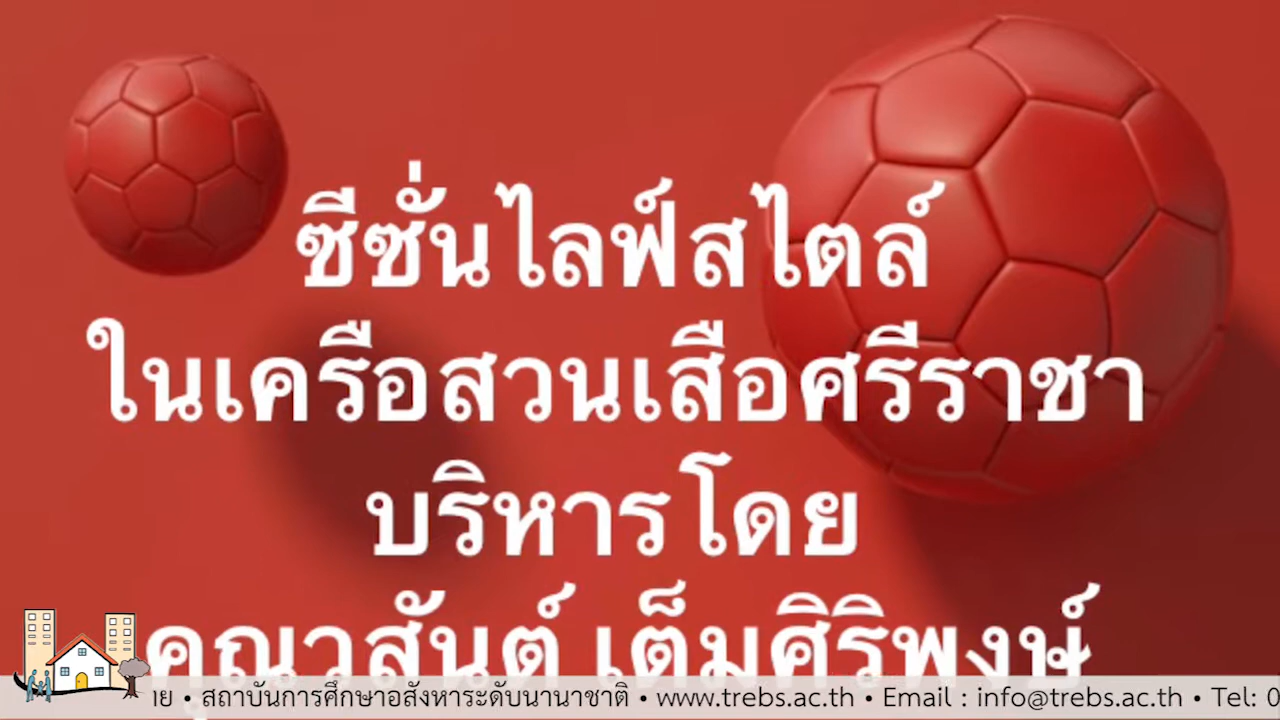 ซีซั่นไลฟ์สไตล์
ในเครือสวนเสือศรีราชา
บริหารโดย
คุณวสันต์ เต็มศิริพงษ์
าย • สถาบันการศึกษาอสังหาระดับนานาชาติ • www.trebs.ac.th • Email : info@trebs.ac.th • Tel: 0